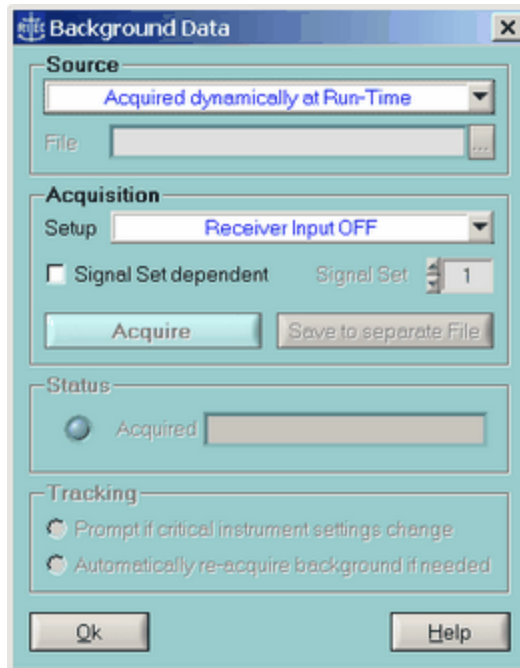 Background Data
Source
Acquired dynamically at Run-Time
File ...
Acquisition
Setup Receiver Input OFF
Signal Set dependent Signal Set 1
Acquire Save to separate File
Status
Acquired
Tracking
Prompt if critical instrument settings change
Automatically re-acquire background if needed
Ok Help